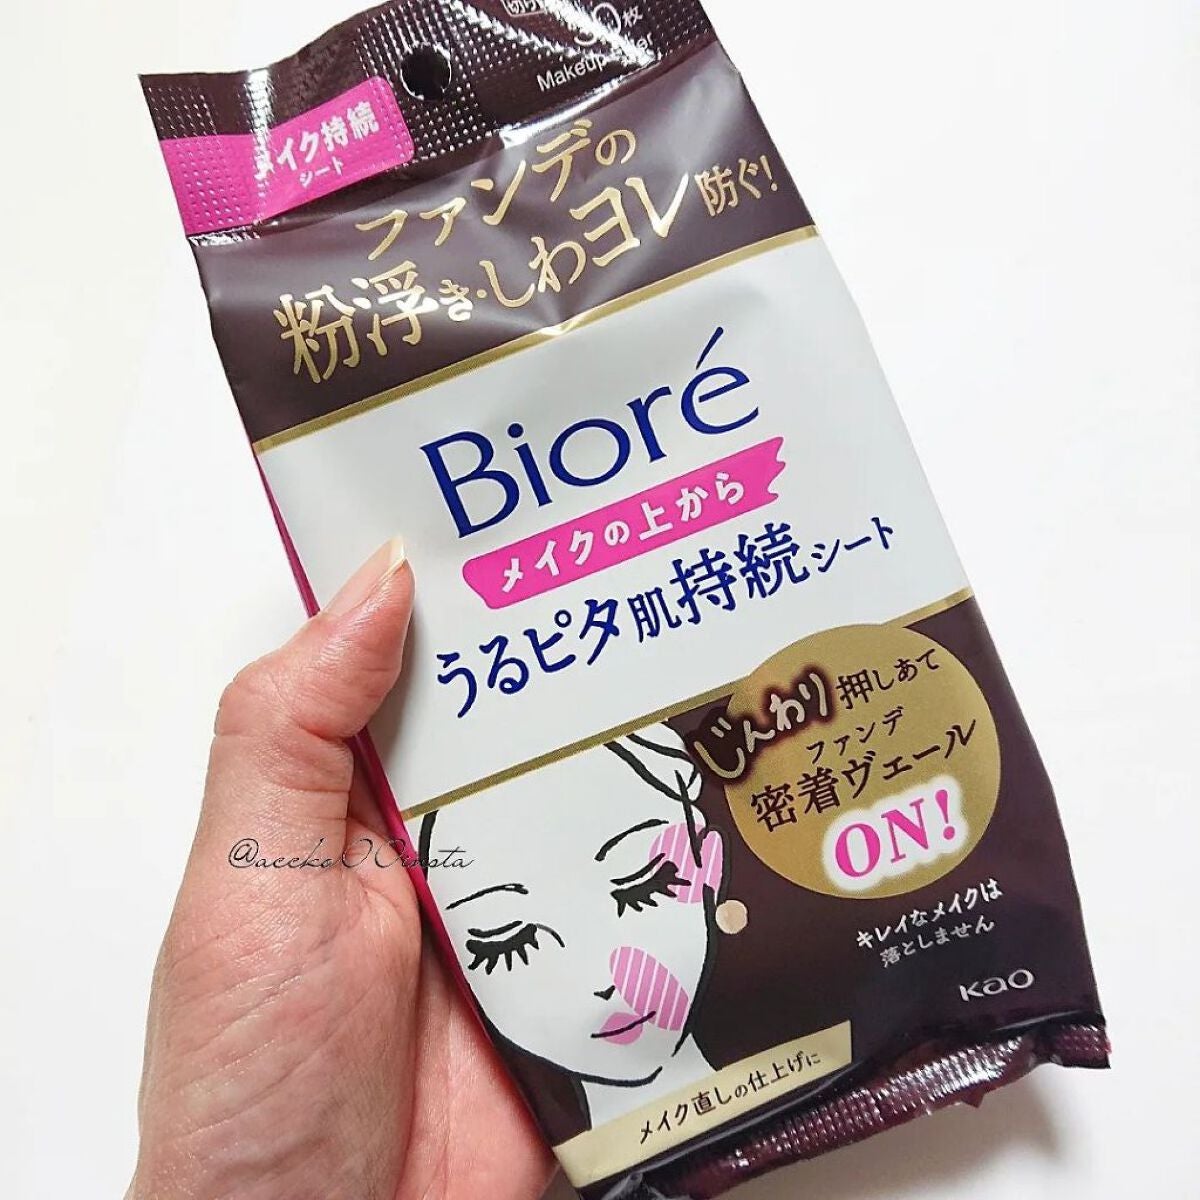 枚
Makeup
メイク持続
シート
ファンデの
粉浮き・しわヨレ防ぐ!
Bioré
メイクの上から
うるピタ肌持続シート
じんわり押しあて
ファンデ
密着ヴェール
ON!
キレイなメイクは
落としません
Kao
メイク直しの仕上げに